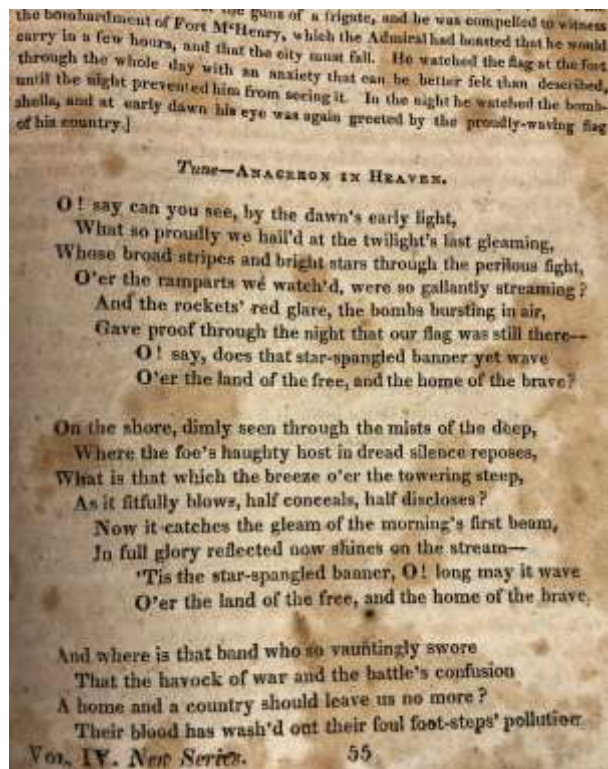 the bombardment of Fort McHenry, which the Admiral had boasted that he would
carry in a few hours, and that the city must fall. He watched the flag at the fort
through the whole day with an anxiety that can be better felt than described,
until the night prevented him from seeing it. In the night he watched the bomb-
shells, and at early dawn his eye was again greeted by the proudly-waving flag
of his country.]
Tune—ANACREON IN HEAVEN.
O! say can you see, by the dawn's early light,
What so proudly we hail'd at the twilight's last gleaming,
Whose broad stripes and bright stars through the perilous fight,
O'er the ramparts we watch'd, were so gallantly streaming?
And the rockets' red glare, the bombs bursting in air,
Gave proof through the night that our flag was still there—
O! say, does that star-spangled banner yet wave
O'er the land of the free, and the home of the brave?
On the shore, dimly seen through the mists of the deep,
Where the foe's haughty host in dread silence reposes,
What is that which the breeze o'er the towering steep,
As it fitfully blows, half conceals, half discloses?
Now it catches the gleam of the morning's first beam,
In full glory reflected now shines on the stream—
'Tis the star-spangled banner, O! long may it wave
O'er the land of the free, and the home of the brave.
And where is that band who so vauntingly swore
That the havock of war and the battle's confusion
A home and a country should leave us no more?
Their blood has wash'd out their foul foot-steps' pollution
VOL. IV. New Series. 55